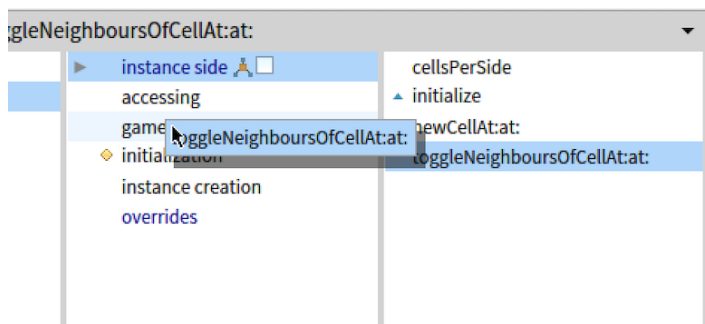 ggleNeighboursOfCellAt:at:
instance side
accessing
game
initialization
instance creation
overrides
toggleNeighboursOfCellAt:at:
cellsPerSide
initialize
newCellAt:at:
toggleNeighboursOfCellAt:at: